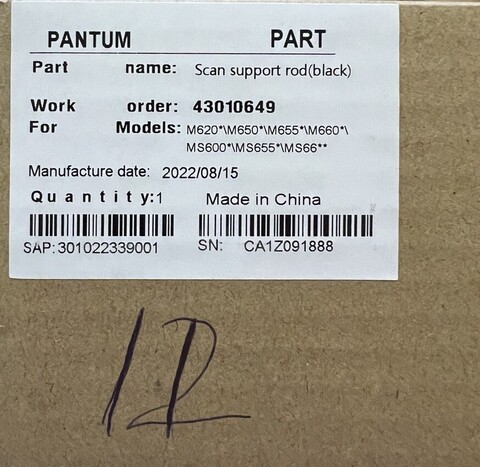 PANTUM PART
Part name: Scan support rod(black)
Work order: 43010649
For Models: M620*\M650*\M655*\M660*\
MS600*\MS655*\MS66**
Manufacture date: 2022/08/15
Quantity:1 Made in China
SAP:301022339001 SN: CA1Z091888